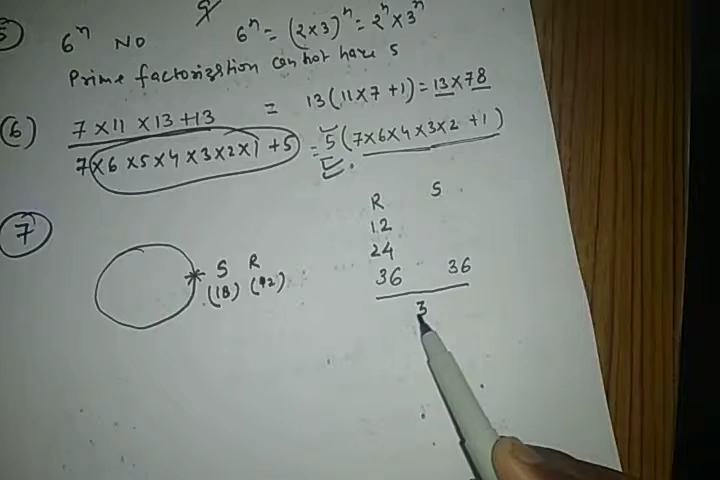 5) 6ⁿ NO 6ⁿ = (2×3)ⁿ = 2ⁿ × 3ⁿ
Prime factorization can not have 5
(6) 7 × 11 × 13 + 13 = 13 (11 × 7 + 1) = 13 × 78
7 × 6 × 5 × 4 × 3 × 2 × 1 + 5 = 5 (7 × 6 × 4 × 3 × 2 + 1)
7
S R
(18) (12)
R S
12
24
36 36
3